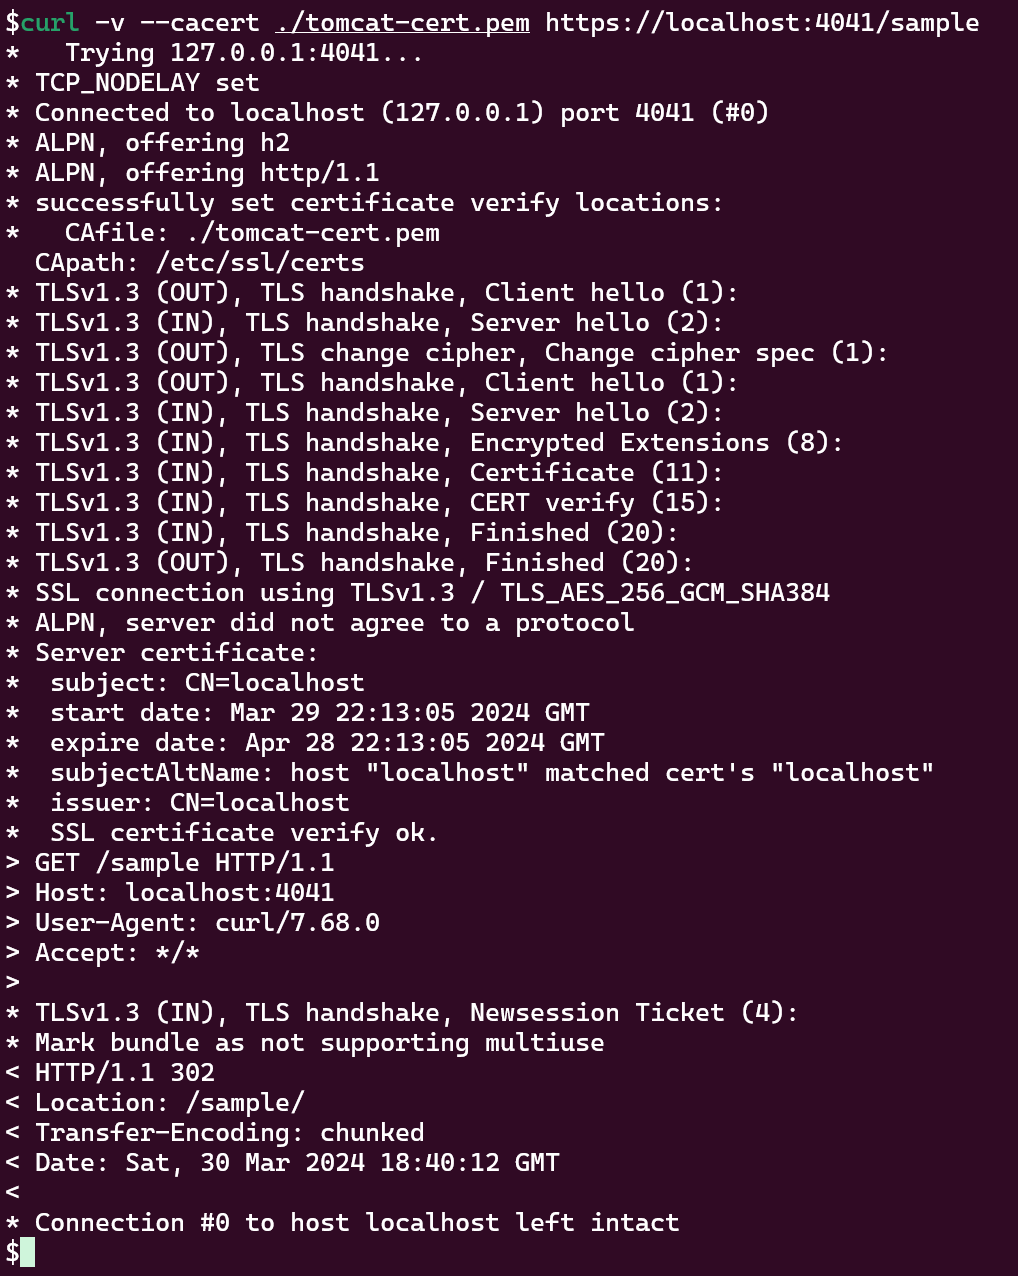 $curl -v --cacert ./tomcat-cert.pem https://localhost:4041/sample
*   Trying 127.0.0.1:4041...
* TCP_NODELAY set
* Connected to localhost (127.0.0.1) port 4041 (#0)
* ALPN, offering h2
* ALPN, offering http/1.1
* successfully set certificate verify locations:
*   CAfile: ./tomcat-cert.pem
  CApath: /etc/ssl/certs
* TLSv1.3 (OUT), TLS handshake, Client hello (1):
* TLSv1.3 (IN), TLS handshake, Server hello (2):
* TLSv1.3 (OUT), TLS change cipher, Change cipher spec (1):
* TLSv1.3 (OUT), TLS handshake, Client hello (1):
* TLSv1.3 (IN), TLS handshake, Server hello (2):
* TLSv1.3 (IN), TLS handshake, Encrypted Extensions (8):
* TLSv1.3 (IN), TLS handshake, Certificate (11):
* TLSv1.3 (IN), TLS handshake, CERT verify (15):
* TLSv1.3 (IN), TLS handshake, Finished (20):
* TLSv1.3 (OUT), TLS handshake, Finished (20):
* SSL connection using TLSv1.3 / TLS_AES_256_GCM_SHA384
* ALPN, server did not agree to a protocol
* Server certificate:
*  subject: CN=localhost
*  start date: Mar 29 22:13:05 2024 GMT
*  expire date: Apr 28 22:13:05 2024 GMT
*  subjectAltName: host "localhost" matched cert's "localhost"
*  issuer: CN=localhost
*  SSL certificate verify ok.
> GET /sample HTTP/1.1
> Host: localhost:4041
> User-Agent: curl/7.68.0
> Accept: */*
>
* TLSv1.3 (IN), TLS handshake, Newsession Ticket (4):
* Mark bundle as not supporting multiuse
< HTTP/1.1 302
< Location: /sample/
< Transfer-Encoding: chunked
< Date: Sat, 30 Mar 2024 18:40:12 GMT
<
* Connection #0 to host localhost left intact
$